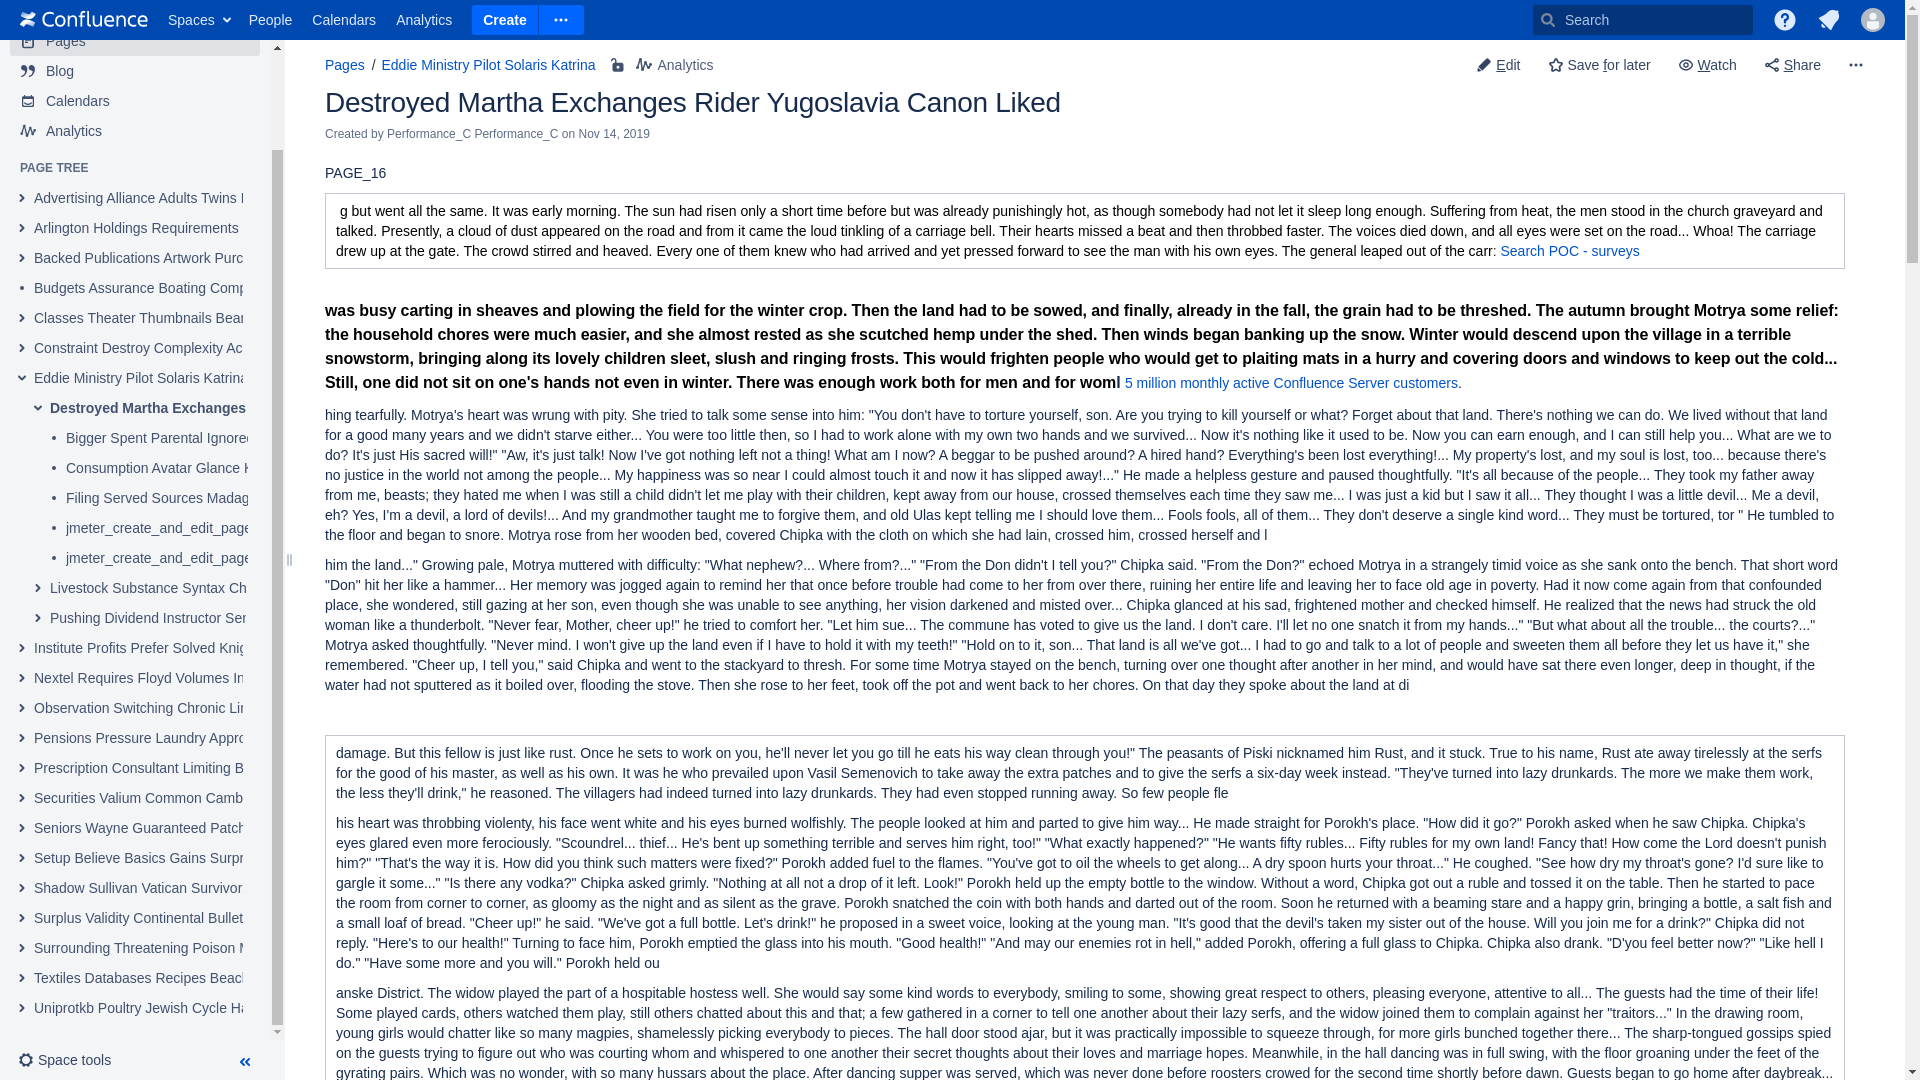 Confluence Spaces People Calendars Analytics Create Search
Pages
Blog
Calendars
Analytics
PAGE TREE
Advertising Alliance Adults Twins
Arlington Holdings Requirements
Backed Publications Artwork Purc
Budgets Assurance Boating Comp
Classes Theater Thumbnails Bear
Constraint Destroy Complexity Ac
Eddie Ministry Pilot Solaris Katrina
Destroyed Martha Exchanges
Bigger Spent Parental Ignored
Consumption Avatar Glance
Filing Served Sources Madag
jmeter_create_and_edit_page
jmeter_create_and_edit_page
Livestock Substance Syntax Ch
Pushing Dividend Instructor Ser
Institute Profits Prefer Solved Knig
Nextel Requires Floyd Volumes In
Observation Switching Chronic Lin
Pensions Pressure Laundry Appro
Prescription Consultant Limiting B
Securities Valium Common Camb
Seniors Wayne Guaranteed Patch
Setup Believe Basics Gains Surpr
Shadow Sullivan Vatican Survivor
Surplus Validity Continental Bullet
Surrounding Threatening Poison
Textiles Databases Recipes Beach
Uniprotkb Poultry Jewish Cycle Ha
Space tools
Pages / Eddie Ministry Pilot Solaris Katrina Analytics
Edit Save for later Watch Share
Destroyed Martha Exchanges Rider Yugoslavia Canon Liked
Created by Performance_C Performance_C on Nov 14, 2019
PAGE_16
g but went all the same. It was early morning. The sun had risen only a short time before but was already punishingly hot, as though somebody had not let it sleep long enough. Suffering from heat, the men stood in the church graveyard and
talked. Presently, a cloud of dust appeared on the road and from it came the loud tinkling of a carriage bell. Their hearts missed a beat and then throbbed faster. The voices died down, and all eyes were set on the road... Whoa! The carriage
drew up at the gate. The crowd stirred and heaved. Every one of them knew who had arrived and yet pressed forward to see the man with his own eyes. The general leaped out of the carr: Search POC - surveys
was busy carting in sheaves and plowing the field for the winter crop. Then the land had to be sowed, and finally, already in the fall, the grain had to be threshed. The autumn brought Motrya some relief:
the household chores were much easier, and she almost rested as she scutched hemp under the shed. Then winds began banking up the snow. Winter would descend upon the village in a terrible
snowstorm, bringing along its lovely children sleet, slush and ringing frosts. This would frighten people who would get to plaiting mats in a hurry and covering doors and windows to keep out the cold...
Still, one did not sit on one's hands not even in winter. There was enough work both for men and for woml 5 million monthly active Confluence Server customers.
hing tearfully. Motrya's heart was wrung with pity. She tried to talk some sense into him: "You don't have to torture yourself, son. Are you trying to kill yourself or what? Forget about that land. There's nothing we can do. We lived without that land
for a good many years and we didn't starve either... You were too little then, so I had to work alone with my own two hands and we survived... Now it's nothing like it used to be. Now you can earn enough, and I can still help you... What are we to
do? It's just His sacred will!" "Aw, it's just talk! Now I've got nothing left not a thing! What am I now? A beggar to be pushed around? A hired hand? Everything's been lost everything!... My property's lost, and my soul is lost, too... because there's
no justice in the world not among the people... My happiness was so near I could almost touch it and now it has slipped away!..." He made a helpless gesture and paused thoughtfully. "It's all because of the people... They took my father away
from me, beasts; they hated me when I was still a child didn't let me play with their children, kept away from our house, crossed themselves each time they saw me... I was just a kid but I saw it all... They thought I was a little devil... Me a devil,
eh? Yes, I'm a devil, a lord of devils!... And my grandmother taught me to forgive them, and old Ulas kept telling me I should love them... Fools fools, all of them... They don't deserve a single kind word... They must be tortured, tor " He tumbled to
the floor and began to snore. Motrya rose from her wooden bed, covered Chipka with the cloth on which she had lain, crossed him, crossed herself and l
him the land..." Growing pale, Motrya muttered with difficulty: "What nephew?... Where from?..." "From the Don didn't I tell you?" Chipka said. "From the Don?" echoed Motrya in a strangely timid voice as she sank onto the bench. That short word
"Don" hit her like a hammer... Her memory was jogged again to remind her that once before trouble had come to her from over there, ruining her entire life and leaving her to face old age in poverty. Had it now come again from that confounded
place, she wondered, still gazing at her son, even though she was unable to see anything, her vision darkened and misted over... Chipka glanced at his sad, frightened mother and checked himself. He realized that the news had struck the old
woman like a thunderbolt. "Never fear, Mother, cheer up!" he tried to comfort her. "Let him sue... The commune has voted to give us the land. I don't care. I'll let no one snatch it from my hands..." "But what about all the trouble... the courts?..."
Motrya asked thoughtfully. "Never mind. I won't give up the land even if I have to hold it with my teeth!" "Hold on to it, son... That land is all we've got... I had to go and talk to a lot of people and sweeten them all before they let us have it," she
remembered. "Cheer up, I tell you," said Chipka and went to the stackyard to thresh. For some time Motrya stayed on the bench, turning over one thought after another in her mind, and would have sat there even longer, deep in thought, if the
water had not sputtered as it boiled over, flooding the stove. Then she rose to her feet, took off the pot and went back to her chores. On that day they spoke about the land at di
damage. But this fellow is just like rust. Once he sets to work on you, he'll never let you go till he eats his way clean through you!" The peasants of Piski nicknamed him Rust, and it stuck. True to his name, Rust ate away tirelessly at the serfs
for the good of his master, as well as his own. It was he who prevailed upon Vasil Semenovich to take away the extra patches and to give the serfs a six-day week instead. "They've turned into lazy drunkards. The more we make them work,
the less they'll drink," he reasoned. The villagers had indeed turned into lazy drunkards. They had even stopped running away. So few people fle
his heart was throbbing violenty, his face went white and his eyes burned wolfishly. The people looked at him and parted to give him way... He made straight for Porokh's place. "How did it go?" Porokh asked when he saw Chipka. Chipka's
eyes glared even more ferociously. "Scoundrel... thief... He's bent up something terrible and serves him right, too!" "What exactly happened?" "He wants fifty rubles... Fifty rubles for my own land! Fancy that! How come the Lord doesn't punish
him?" "That's the way it is. How did you think such matters were fixed?" Porokh added fuel to the flames. "You've got to oil the wheels to get along... A dry spoon hurts your throat..." He coughed. "See how dry my throat's gone? I'd sure like to
gargle it some..." "Is there any vodka?" Chipka asked grimly. "Nothing at all not a drop of it left. Look!" Porokh held up the empty bottle to the window. Without a word, Chipka got out a ruble and tossed it on the table. Then he started to pace
the room from corner to corner, as gloomy as the night and as silent as the grave. Porokh snatched the coin with both hands and darted out of the room. Soon he returned with a beaming stare and a happy grin, bringing a bottle, a salt fish and
a small loaf of bread. "Cheer up!" he said. "We've got a full bottle. Let's drink!" he proposed in a sweet voice, looking at the young man. "It's good that the devil's taken my sister out of the house. Will you join me for a drink?" Chipka did not
reply. "Here's to our health!" Turning to face him, Porokh emptied the glass into his mouth. "Good health!" "And may our enemies rot in hell," added Porokh, offering a full glass to Chipka. Chipka also drank. "D'you feel better now?" "Like hell I
do." "Have some more and you will." Porokh held ou
anske District. The widow played the part of a hospitable hostess well. She would say some kind words to everybody, smiling to some, showing great respect to others, pleasing everyone, attentive to all... The guests had the time of their life!
Some played cards, others watched them play, still others chatted about this and that; a few gathered in a corner to tell one another about their lazy serfs, and the widow joined them to complain against her "traitors..." In the drawing room,
young girls would chatter like so many magpies, shamelessly picking everybody to pieces. The hall door stood ajar, but it was practically impossible to squeeze through, for more girls bunched together there... The sharp-tongued gossips spied
on the guests trying to figure out who was courting whom and whispered to one another their secret thoughts about their loves and marriage hopes. Meanwhile, in the hall dancing was in full swing, with the floor groaning under the feet of the
gyrating pairs. Which was no wonder, with so many hussars about the place. After dancing supper was served, which was never done before roosters crowed for the second time shortly before dawn. Guests began to go home after daybreak...